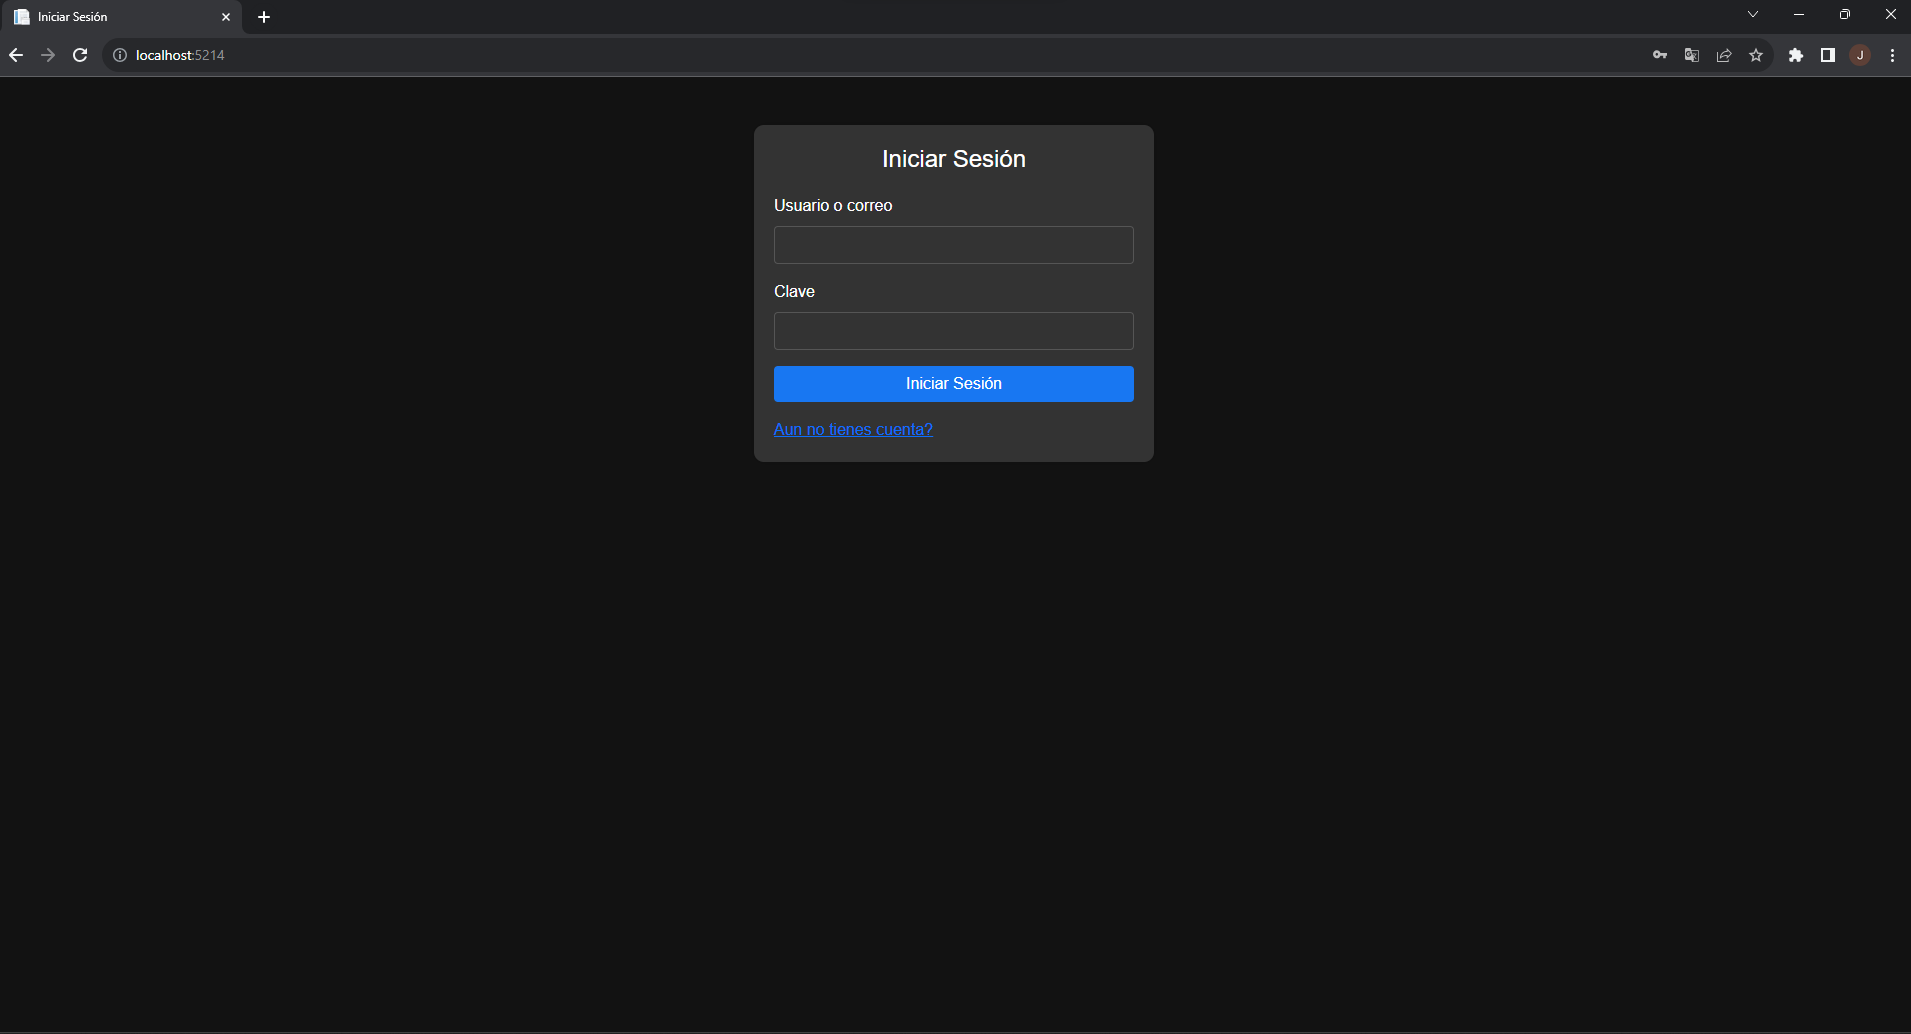 Iniciar Sesión
localhost:5214
J
Iniciar Sesión
Usuario o correo
Clave
Iniciar Sesión
Aun no tienes cuenta?